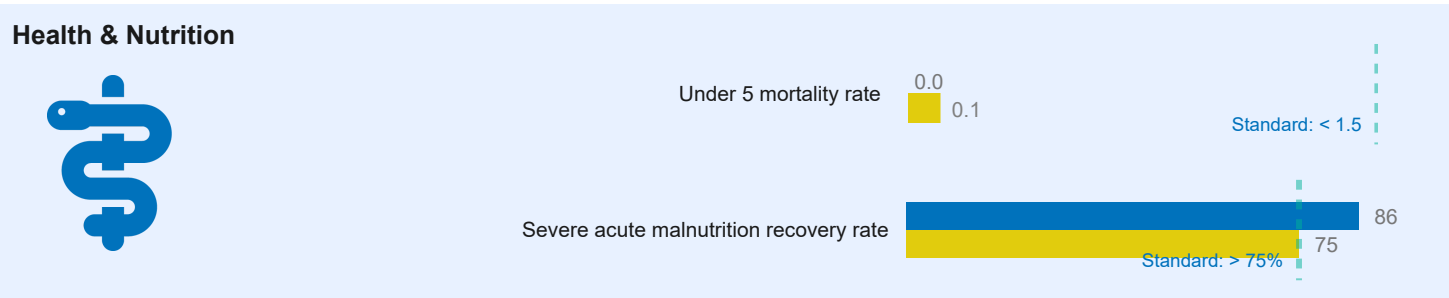 Health & Nutrition
Under 5 mortality rate
0.0
0.1
Standard: < 1.5
Severe acute malnutrition recovery rate
86
75
Standard: > 75%